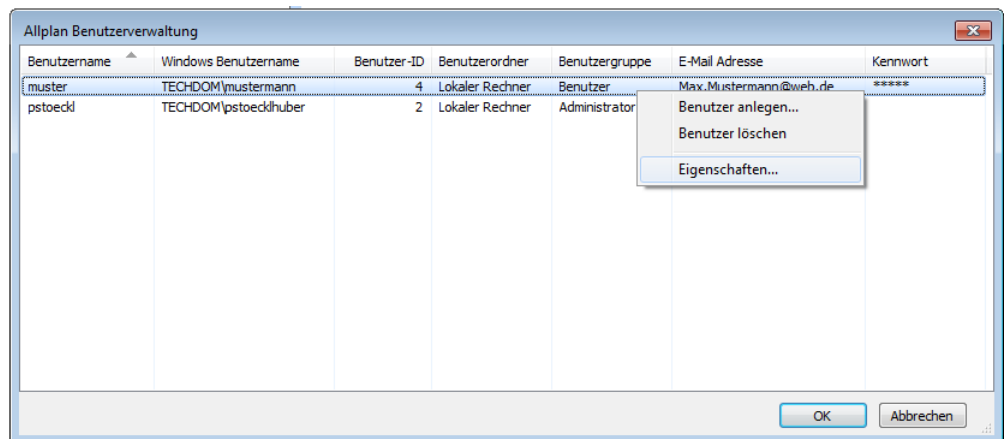 Allplan Benutzerverwaltung
Benutzername Windows Benutzername Benutzer-ID Benutzerordner Benutzergruppe E-Mail Adresse Kennwort
muster TECHDOM\mustermann 4 Lokaler Rechner Benutzer Max.Mustermann@web.de *****
pstoeckl TECHDOM\pstoecklhuber 2 Lokaler Rechner Administrator
Benutzer anlegen...
Benutzer löschen
Eigenschaften...
OK Abbrechen